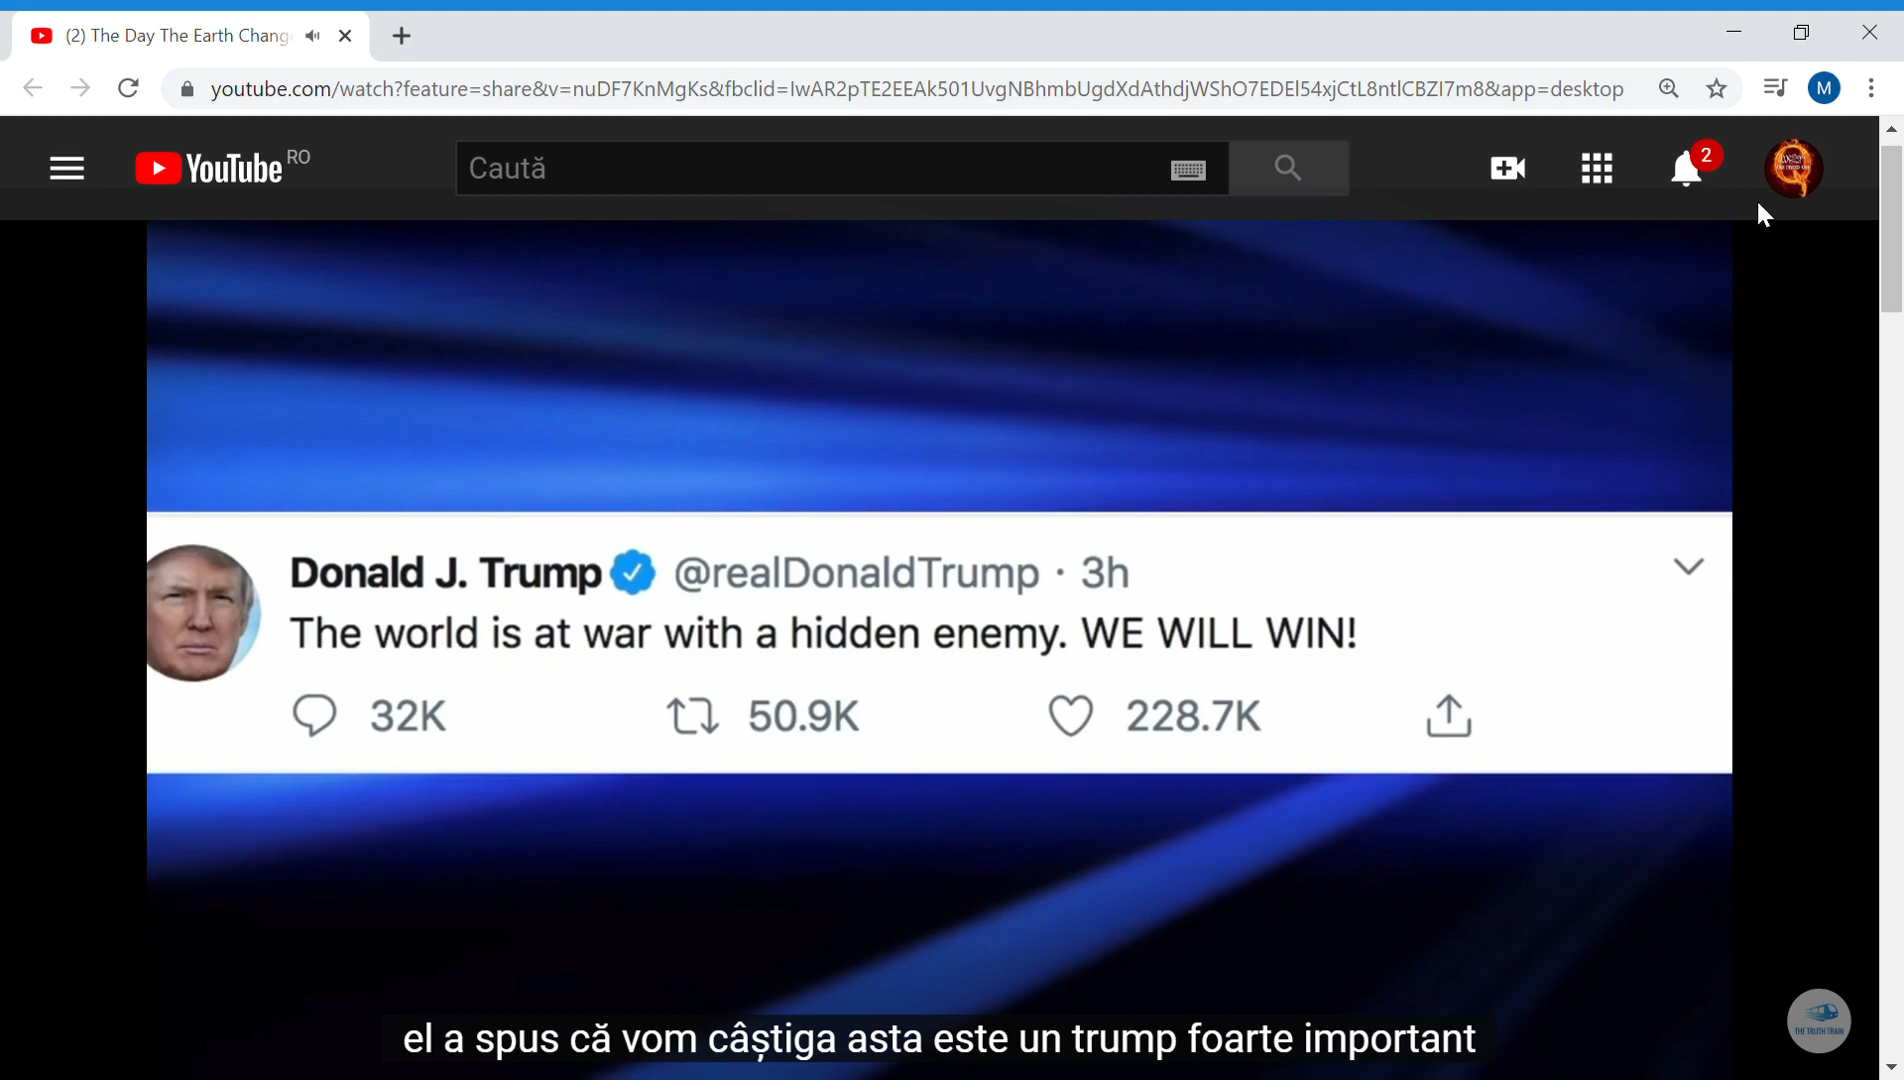 (2) The Day The Earth Chang
youtube.com/watch?feature=share&v=nuDF7KnMgKs&fbclid=IwAR2pTE2EEAk501UvgNBhmbUgdXdAthdjWShO7EDEl54xjCtL8ntlCBZI7m8&app=desktop
M
YouTube RO
Caută
2
Donald J. Trump @realDonaldTrump · 3h
The world is at war with a hidden enemy. WE WILL WIN!
32K 50.9K 228.7K
THE TRUTH TRAIN
el a spus că vom câștiga asta este un trump foarte important